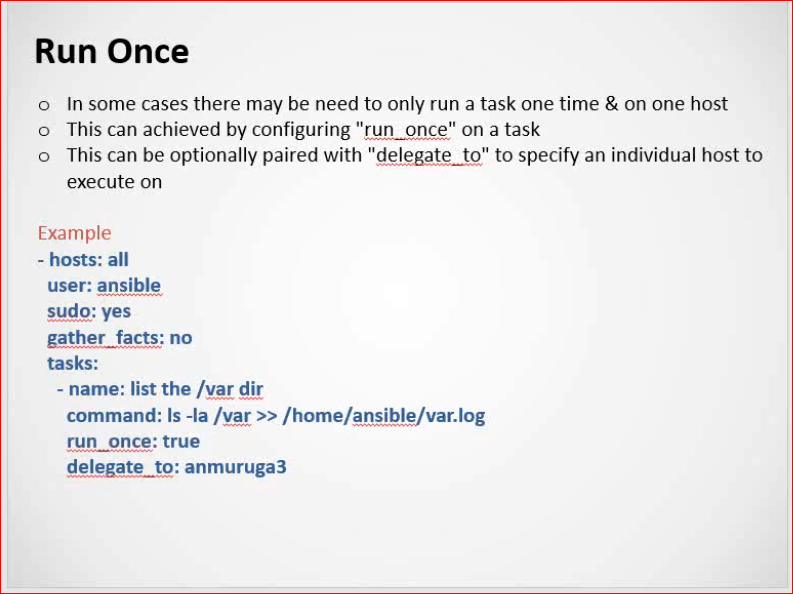 Run Once
o In some cases there may be need to only run a task one time & on one host
o This can achieved by configuring "run_once" on a task
o This can be optionally paired with "delegate_to" to specify an individual host to
execute on
Example
- hosts: all
user: ansible
sudo: yes
gather_facts: no
tasks:
- name: list the /var dir
command: ls -la /var >> /home/ansible/var.log
run_once: true
delegate_to: anmuruga3